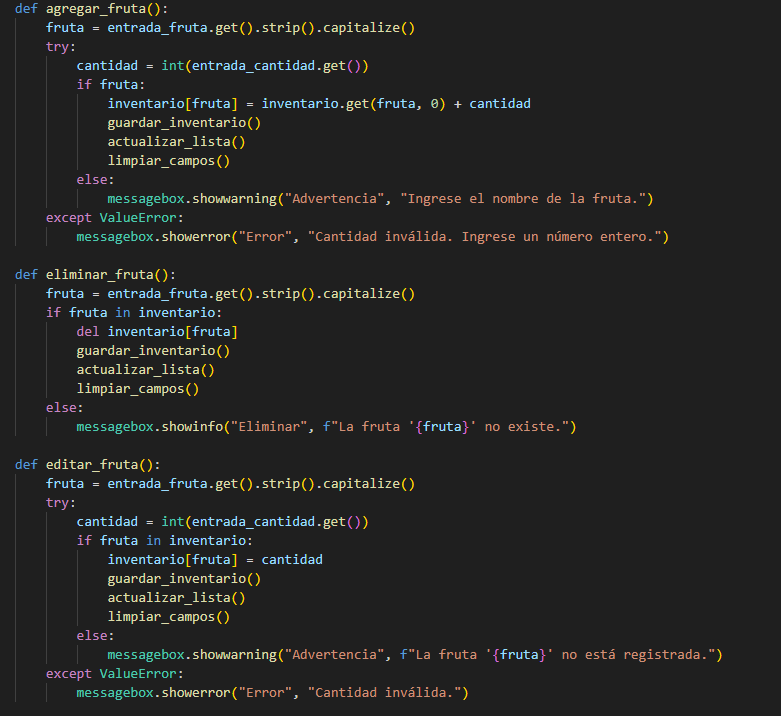 def agregar_fruta():
    fruta = entrada_fruta.get().strip().capitalize()
    try:
        cantidad = int(entrada_cantidad.get())
        if fruta:
            inventario[fruta] = inventario.get(fruta, 0) + cantidad
            guardar_inventario()
            actualizar_lista()
            limpiar_campos()
        else:
            messagebox.showwarning("Advertencia", "Ingrese el nombre de la fruta.")
    except ValueError:
        messagebox.showerror("Error", "Cantidad inválida. Ingrese un número entero.")

def eliminar_fruta():
    fruta = entrada_fruta.get().strip().capitalize()
    if fruta in inventario:
        del inventario[fruta]
        guardar_inventario()
        actualizar_lista()
        limpiar_campos()
    else:
        messagebox.showinfo("Eliminar", f"La fruta '{fruta}' no existe.")

def editar_fruta():
    fruta = entrada_fruta.get().strip().capitalize()
    try:
        cantidad = int(entrada_cantidad.get())
        if fruta in inventario:
            inventario[fruta] = cantidad
            guardar_inventario()
            actualizar_lista()
            limpiar_campos()
        else:
            messagebox.showwarning("Advertencia", f"La fruta '{fruta}' no está registrada.")
    except ValueError:
        messagebox.showerror("Error", "Cantidad inválida.")